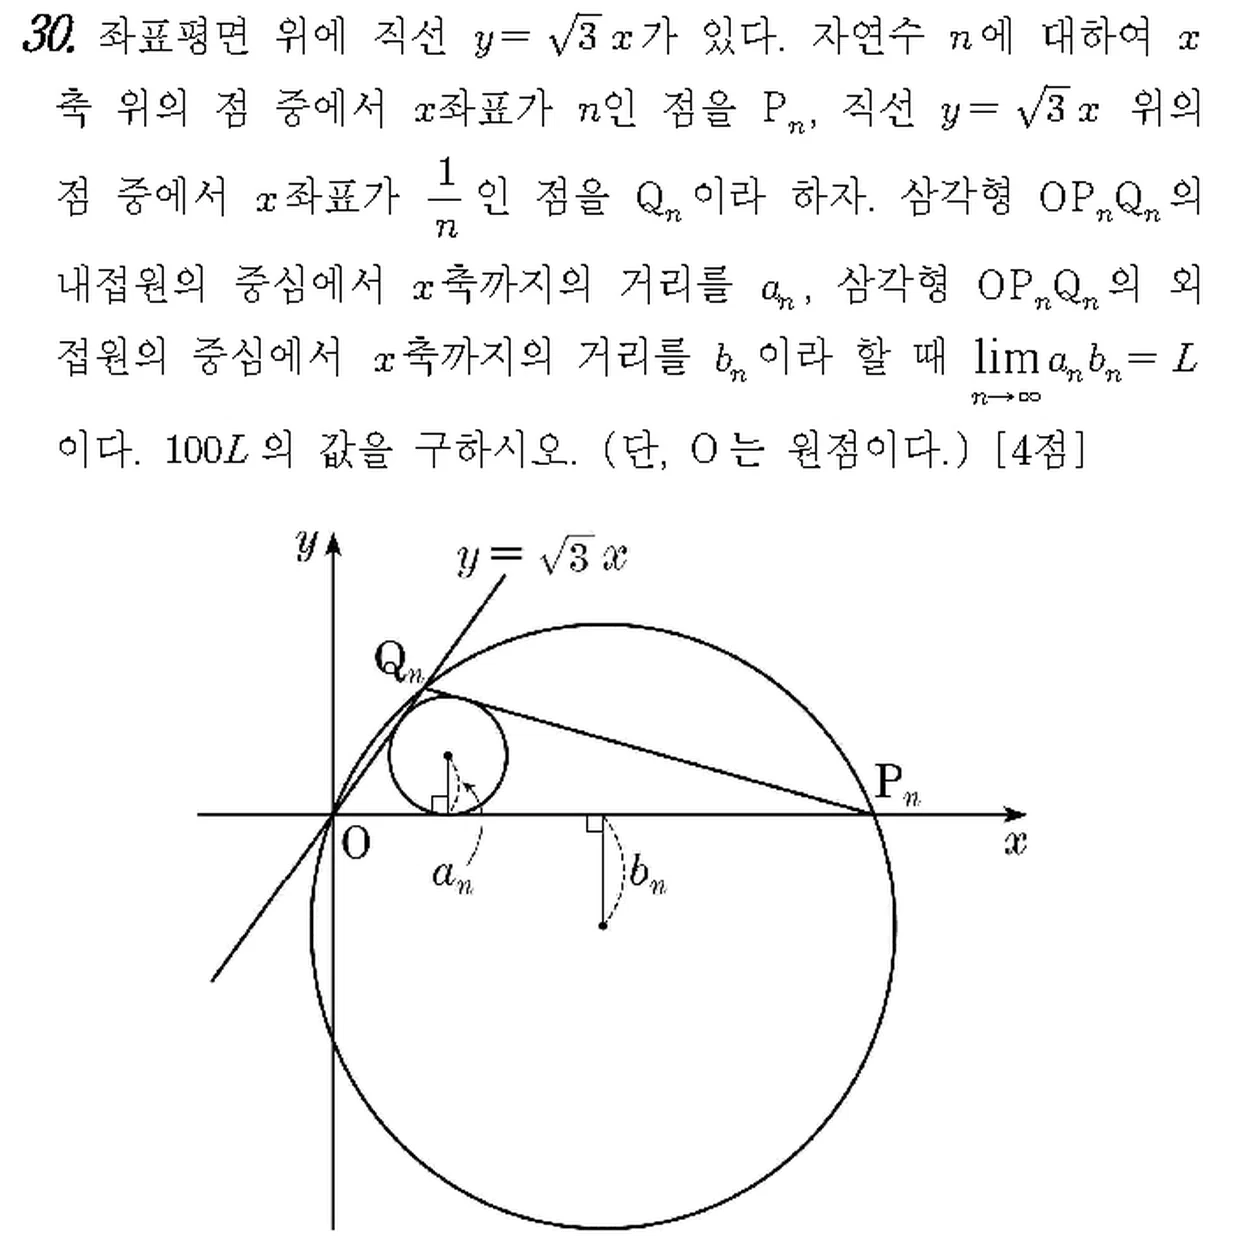 30. 좌표평면 위에 직선 y = √3 x가 있다. 자연수 n에 대하여 x
축 위의 점 중에서 x좌표가 n인 점을 Pₙ, 직선 y = √3 x 위의
점 중에서 x좌표가 1/n인 점을 Qₙ이라 하자. 삼각형 OPₙQₙ의
내접원의 중심에서 x축까지의 거리를 aₙ, 삼각형 OPₙQₙ의 외
접원의 중심에서 x축까지의 거리를 bₙ이라 할 때 lim n→∞ aₙbₙ = L
이다. 100L의 값을 구하시오. (단, O는 원점이다.) [4점]
y
y = √3 x
Qₙ
Pₙ
O
x
aₙ
bₙ